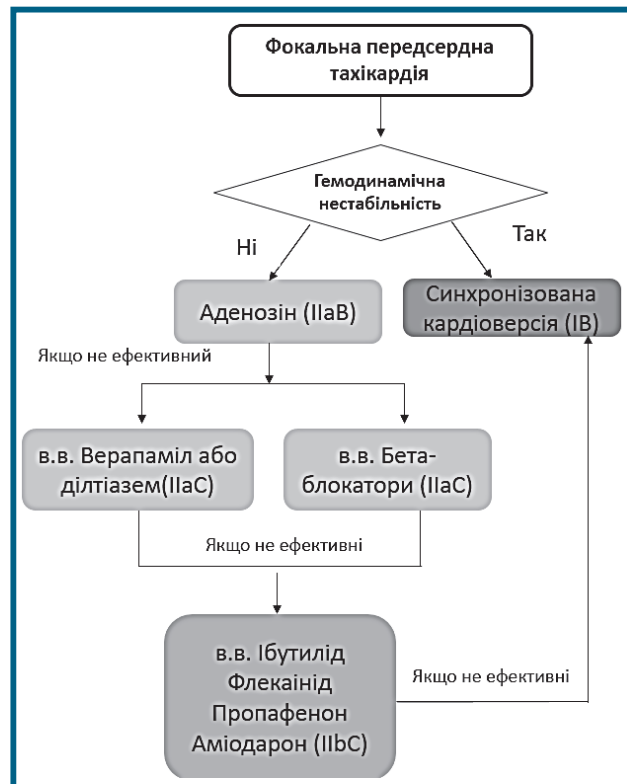 Фокальна передсердна
тахікардія
Гемодинамічна
нестабільність
Ні
Так
Аденозін (IIaB)
Синхронізована
кардіоверсія (IB)
Якщо не ефективний
в.в. Верапаміл або
ділтіазем(IIaC)
в.в. Бета-
блокатори (IIaC)
Якщо не ефективні
в.в. Ібутилід
Флекаінід
Пропафенон
Аміодарон (IIbC)
Якщо не ефективні